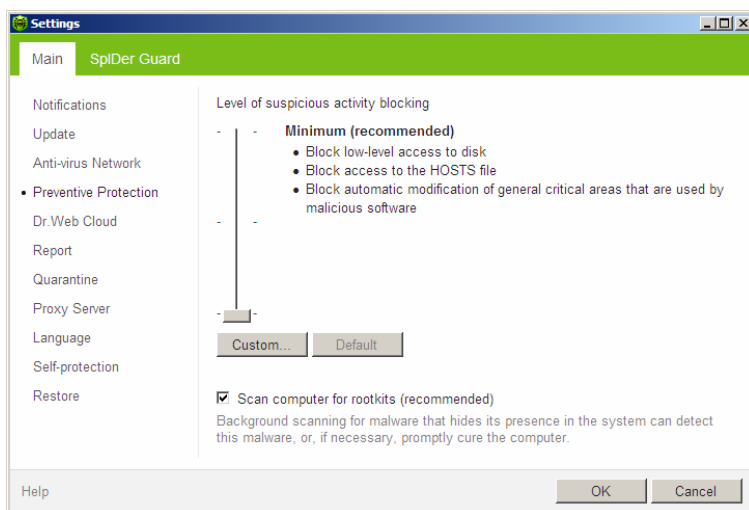 Settings
Main
SpIDer Guard
Notifications
Update
Anti-virus Network
Preventive Protection
Dr.Web Cloud
Report
Quarantine
Proxy Server
Language
Self-protection
Restore
Level of suspicious activity blocking
Minimum (recommended)
Block low-level access to disk
Block access to the HOSTS file
Block automatic modification of general critical areas that are used by
malicious software
Custom...
Default
Scan computer for rootkits (recommended)
Background scanning for malware that hides its presence in the system can detect
this malware, or, if necessary, promptly cure the computer.
Help
OK
Cancel